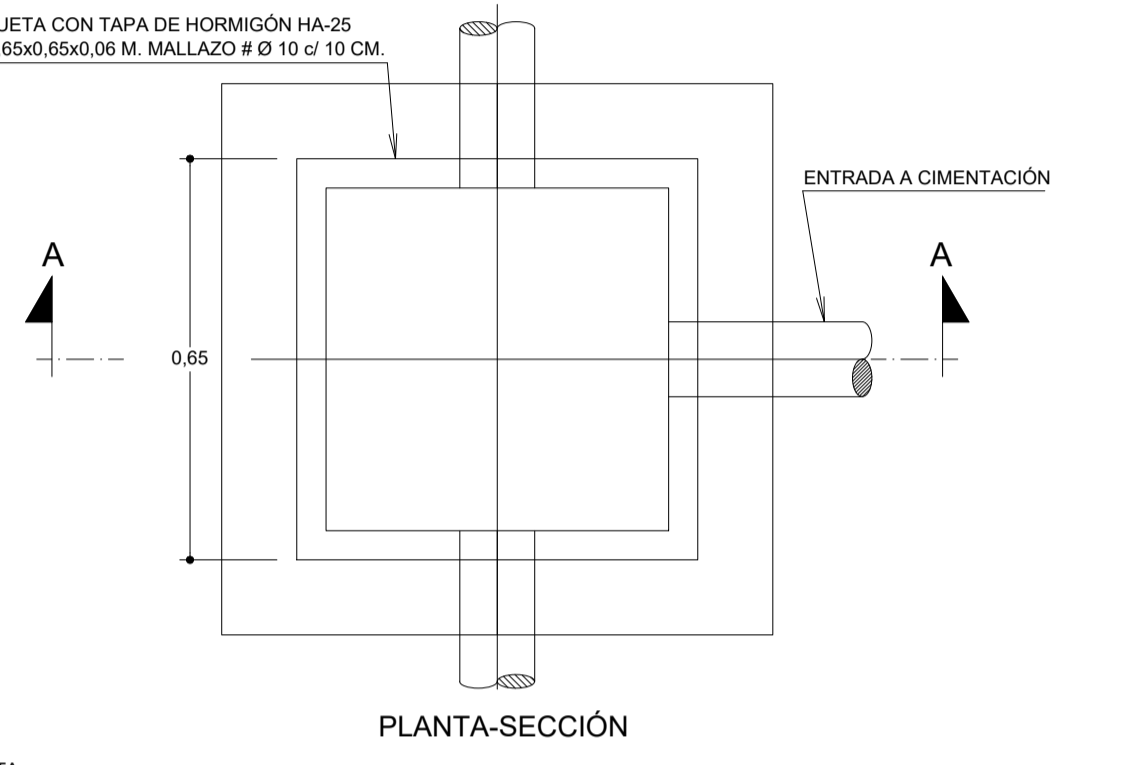 CON TAPA DE HORMIGÓN HA-25
65x0,65x0,06 M. MALLAZO # Ø 10 c/ 10 CM.
ENTRADA A CIMENTACIÓN
A
A
0,65
PLANTA-SECCIÓN